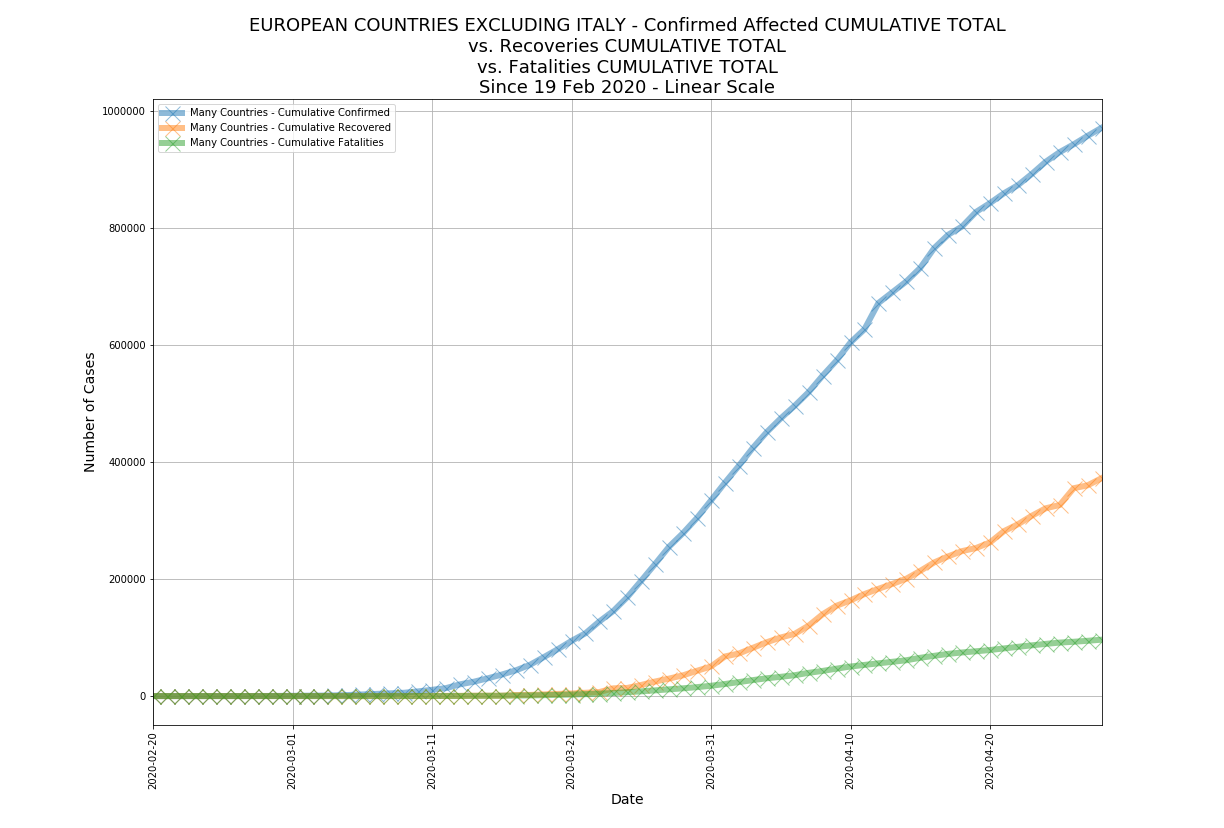 EUROPEAN COUNTRIES EXCLUDING ITALY - Confirmed Affected CUMULATIVE TOTAL
vs. Recoveries CUMULATIVE TOTAL
vs. Fatalities CUMULATIVE TOTAL
Since 19 Feb 2020 - Linear Scale
Many Countries - Cumulative Confirmed
Many Countries - Cumulative Recovered
Many Countries - Cumulative Fatalities
Number of Cases
1000000
800000
600000
400000
200000
0
2020-02-20
2020-03-01
2020-03-11
2020-03-21
2020-03-31
2020-04-10
2020-04-20
Date